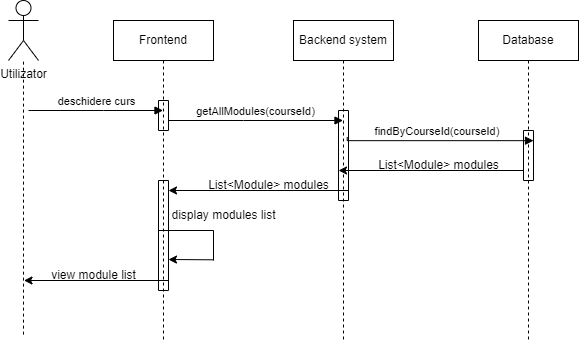 Frontend
Backend system
Database
Utilizator
deschidere curs
getAllModules(courseId)
findByCourseId(courseId)
List<Module> modules
List<Module> modules
display modules list
view module list